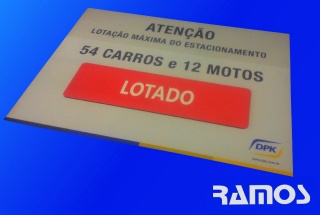 ATENÇÃO
LOTAÇÃO MÁXIMA DO ESTACIONAMENTO
54 CARROS e 12 MOTOS
LOTADO
DPK
RAMOS